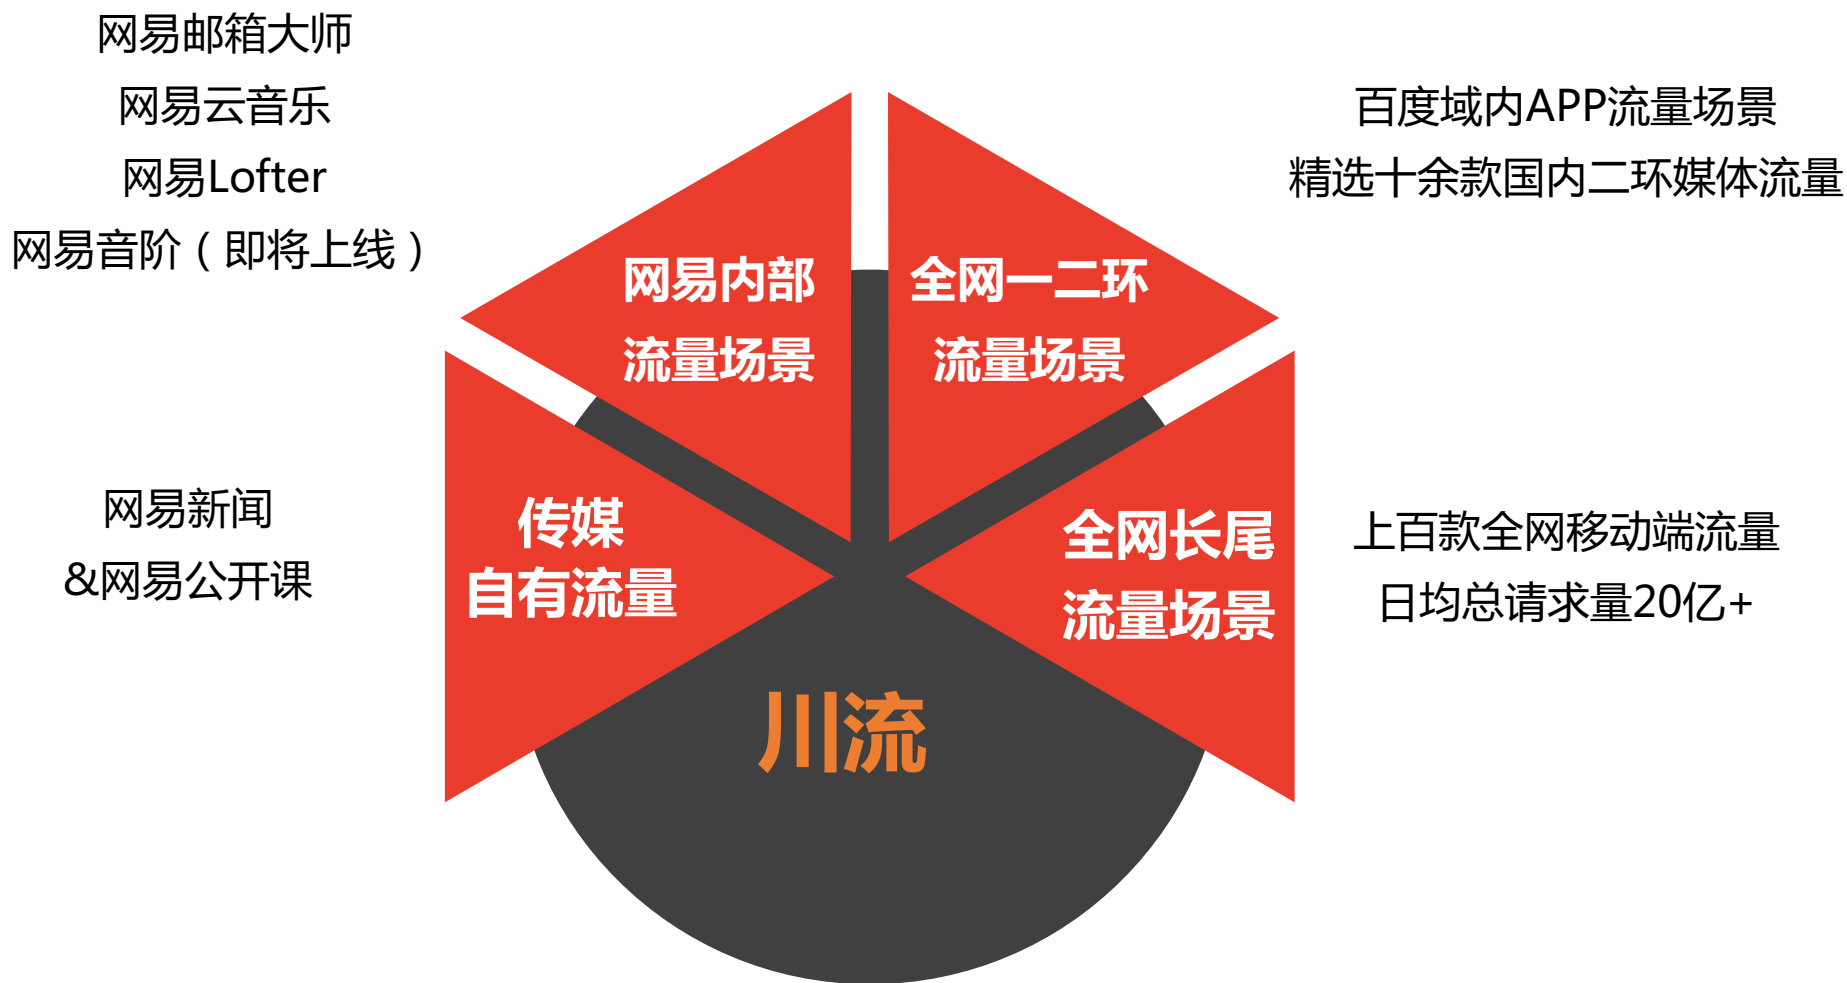 网易邮箱大师
网易云音乐
网易Lofter
网易音阶（即将上线）
百度域内APP流量场景
精选十余款国内二环媒体流量
网易内部
流量场景
全网一二环
流量场景
网易新闻
&网易公开课
传媒
自有流量
全网长尾
流量场景
上百款全网移动端流量
日均总请求量20亿+
川流